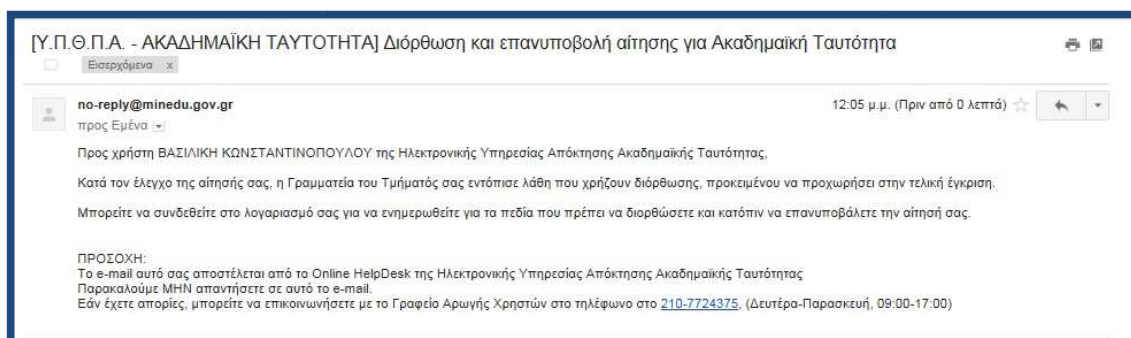 [Υ.Π.Θ.Π.Α. - ΑΚΑΔΗΜΑΪΚΗ ΤΑΥΤΟΤΗΤΑ] Διόρθωση και επανυποβολή αίτησης για Ακαδημαϊκή Ταυτότητα
Εισερχόμενα x
no-reply@minedu.gov.gr 12:05 μ.μ. (Πριν από 0 λεπτά)
προς Εμένα
Προς χρήστη ΒΑΣΙΛΙΚΗ ΚΩΝΣΤΑΝΤΙΝΟΠΟΥΛΟΥ της Ηλεκτρονικής Υπηρεσίας Απόκτησης Ακαδημαϊκής Ταυτότητας,
Κατά τον έλεγχο της αίτησής σας, η Γραμματεία του Τμήματός σας εντόπισε λάθη που χρήζουν διόρθωσης, προκειμένου να προχωρήσει στην τελική έγκριση.
Μπορείτε να συνδεθείτε στο λογαριασμό σας για να ενημερωθείτε για τα πεδία που πρέπει να διορθώσετε και κατόπιν να επανυποβάλετε την αίτησή σας.
ΠΡΟΣΟΧΗ:
Το e-mail αυτό σας αποστέλεται από το Online HelpDesk της Ηλεκτρονικής Υπηρεσίας Απόκτησης Ακαδημαϊκής Ταυτότητας
Παρακαλούμε ΜΗΝ απαντήσετε σε αυτό το e-mail.
Εάν έχετε απορίες, μπορείτε να επικοινωνήσετε με το Γραφείο Αρωγής Χρηστών στο τηλέφωνο στο 210-7724375, (Δευτέρα-Παρασκευή, 09:00-17:00)